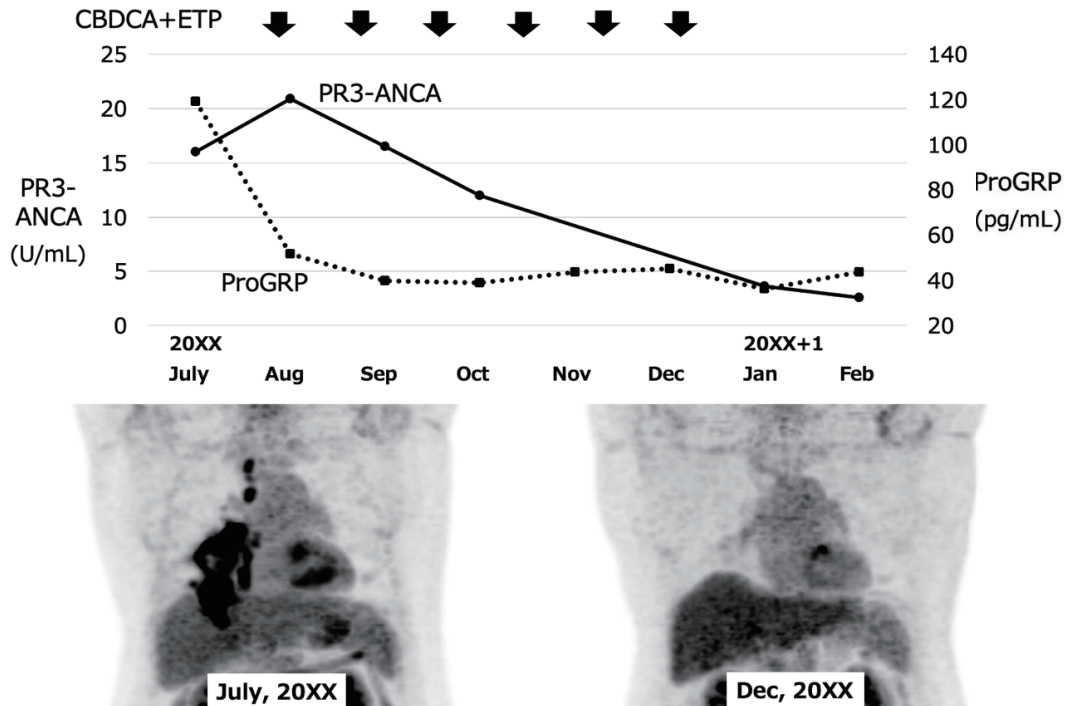 CBDCA+ETP
25
20
15
10
5
0
PR3-
ANCA
(U/mL)
PR3-ANCA
ProGRP
140
120
100
80
60
40
20
ProGRP
(pg/mL)
20XX
20XX+1
July Aug Sep Oct Nov Dec Jan Feb
July, 20XX
Dec, 20XX